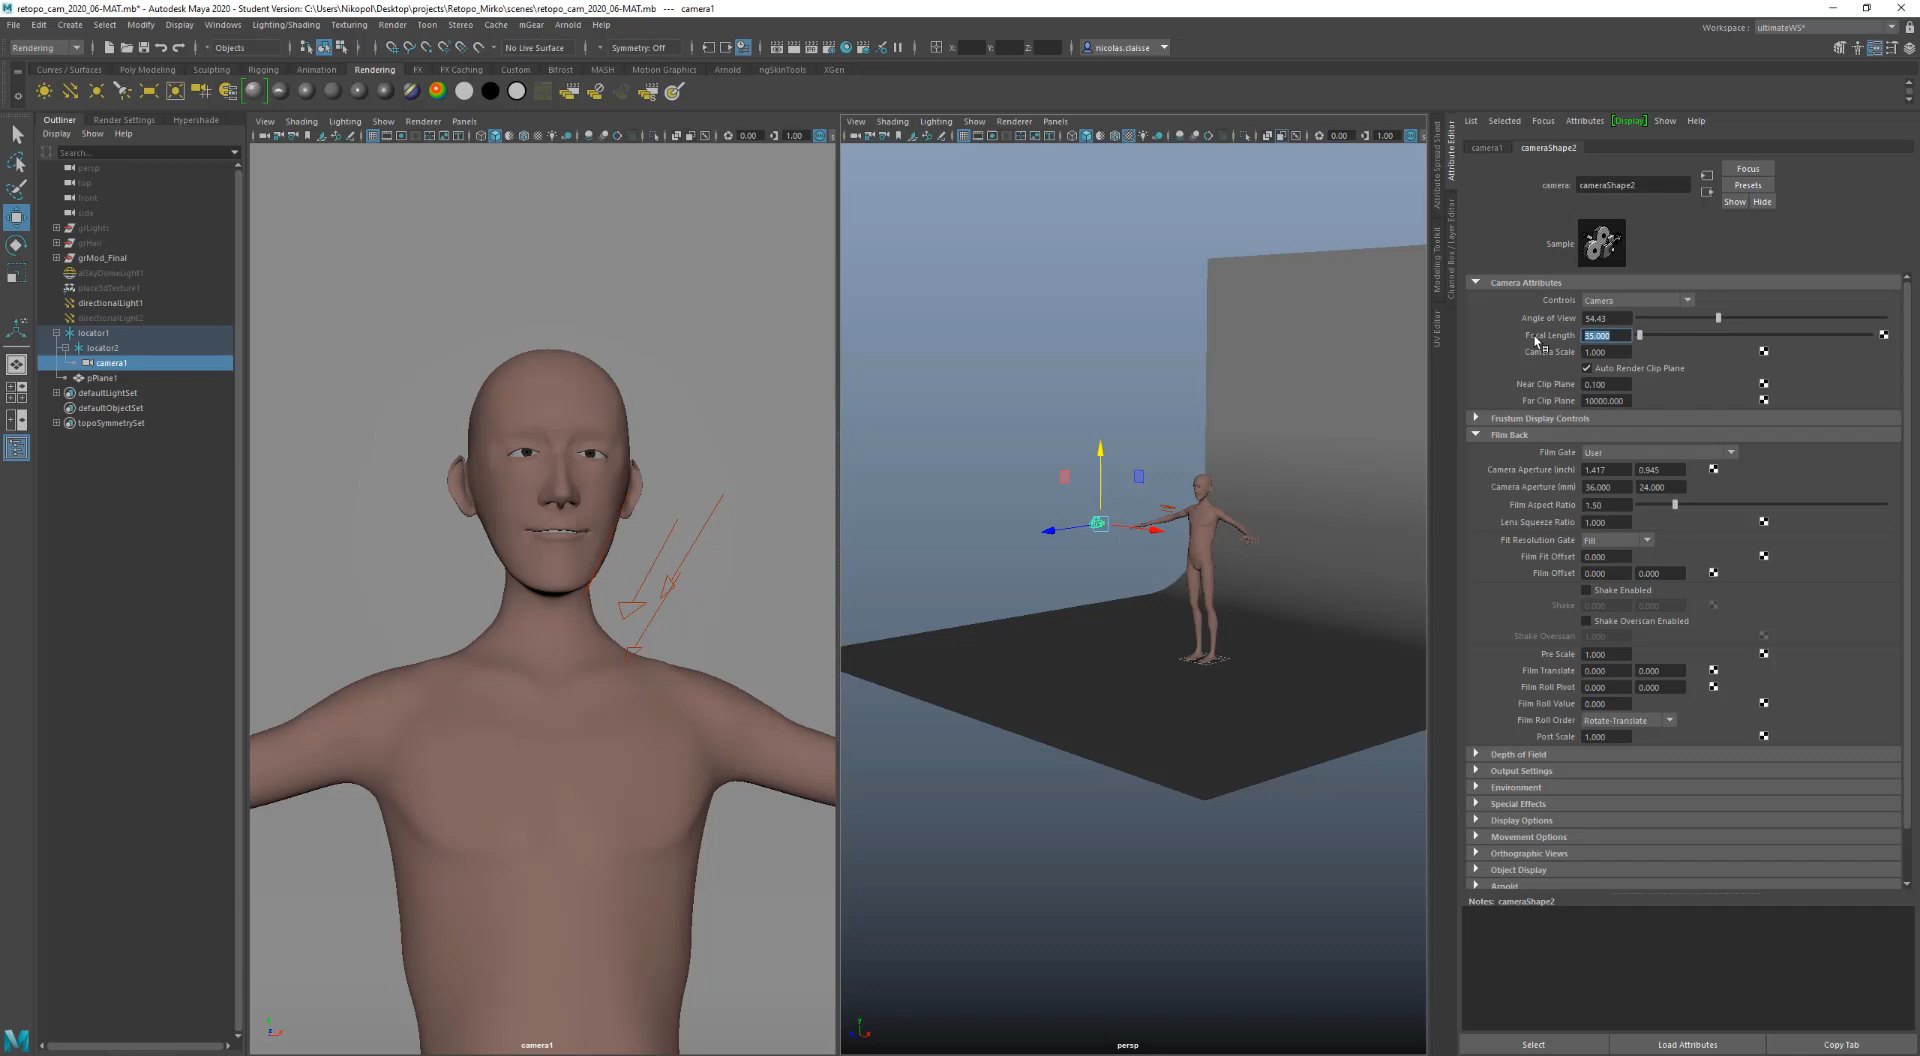 retopo_cam_2020_06-MAT.mb* - Autodesk Maya 2020 - Student Version: C:\Users\Nikopol\Desktop\projects\Retopo_Mirko\scenes\retopo_cam_2020_06-MAT.mb --- camera1
File Edit Create Select Modify Display Windows Lighting/Shading Texturing Render Toon Stereo Cache mGear Arnold Help
Workspace : ultimateWS*
Rendering Objects No Live Surface Symmetry: Off X: Y: Z: nicolas.claisse
Curves / Surfaces Poly Modeling Sculpting Rigging Animation Rendering FX FX Caching Custom Bifrost MASH Motion Graphics Arnold ngSkinTools XGen
Outliner Render Settings Hypershade
Display Show Help
Search...
persp
top
front
side
grLights
grHair
grMod_Final
aiSkyDomeLight1
place3dTexture1
directionalLight1
directionalLight2
locator1
locator2
camera1
pPlane1
defaultLightSet
defaultObjectSet
topoSymmetrySet
View Shading Lighting Show Renderer Panels
0.00 1.00
camera1
View Shading Lighting Show Renderer Panels
0.00 1.00
persp
Attribute Spread Sheet
Modeling Toolkit
UV Editor
Attribute Editor
Channel Box / Layer Editor
List Selected Focus Attributes Display Show Help
camera1 cameraShape2
camera: cameraShape2
Focus
Presets
Show Hide
Sample
Camera Attributes
Controls Camera
Angle of View 54.43
Focal Length 35.000
Camera Scale 1.000
Auto Render Clip Plane
Near Clip Plane 0.100
Far Clip Plane 10000.000
Frustum Display Controls
Film Back
Film Gate User
Camera Aperture (inch) 1.417 0.945
Camera Aperture (mm) 36.000 24.000
Film Aspect Ratio 1.50
Lens Squeeze Ratio 1.000
Fit Resolution Gate Fill
Film Fit Offset 0.000
Film Offset 0.000 0.000
Shake Enabled
Shake 0.000 0.000
Shake Overscan Enabled
Shake Overscan 1.000
Pre Scale 1.000
Film Translate 0.000 0.000
Film Roll Pivot 0.000 0.000
Film Roll Value 0.000
Film Roll Order Rotate-Translate
Post Scale 1.000
Depth of Field
Output Settings
Environment
Special Effects
Display Options
Movement Options
Orthographic Views
Object Display
Arnold
Notes: cameraShape2
Select Load Attributes Copy Tab